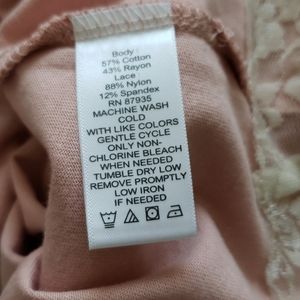 Body
57% Cotton
43% Rayon
Lace
88% Nylon
12% Spandex
RN 87935
MACHINE WASH
COLD
WITH LIKE COLORS
GENTLE CYCLE
ONLY NON-
CHLORINE BLEACH
WHEN NEEDED
TUMBLE DRY LOW
REMOVE PROMPTLY
LOW IRON
IF NEEDED